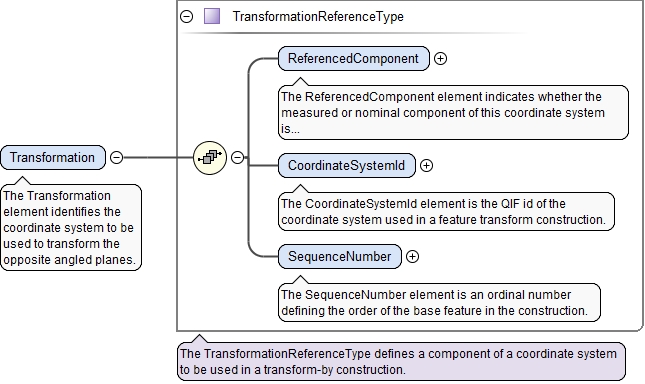 TransformationReferenceType
ReferencedComponent
The ReferencedComponent element indicates whether the
measured or nominal component of this coordinate system
is...
Transformation
The Transformation
element identifies the
coordinate system to be
used to transform the
opposite angled planes.
CoordinateSystemId
The CoordinateSystemId element is the QIF id of the
coordinate system used in a feature transform construction.
SequenceNumber
The SequenceNumber element is an ordinal number
defining the order of the base feature in the construction.
The TransformationReferenceType defines a component of a coordinate system
to be used in a transform-by construction.